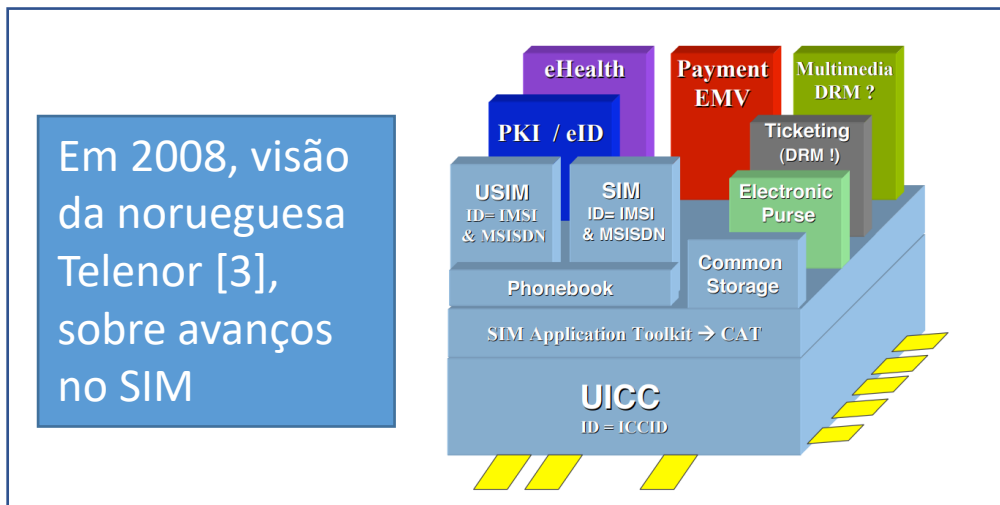 Em 2008, visão
da norueguesa
Telenor [3],
sobre avanços
no SIM
eHealth
Payment
EMV
Multimedia
DRM ?
PKI / eID
Ticketing
(DRM !)
USIM
ID= IMSI
& MSISDN
SIM
ID= IMSI
& MSISDN
Electronic
Purse
Phonebook
Common
Storage
SIM Application Toolkit → CAT
UICC
ID = ICCID